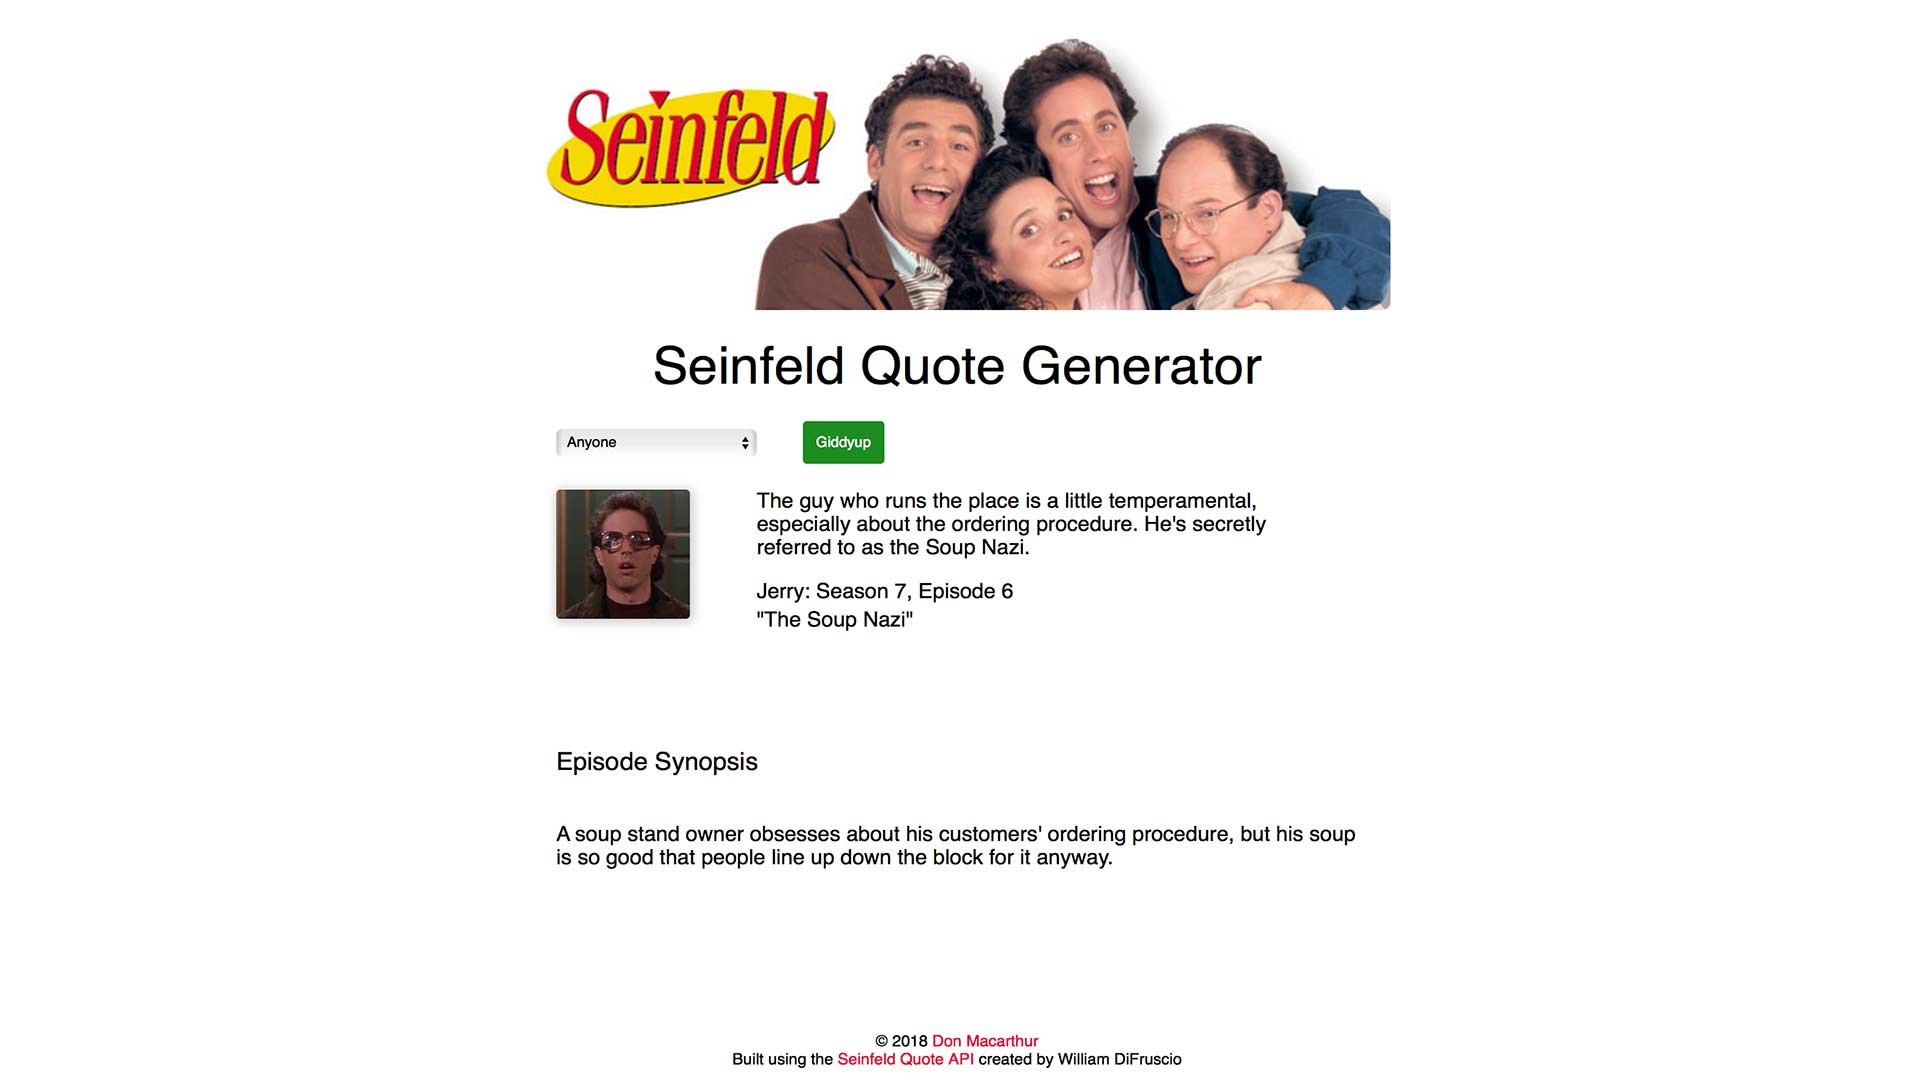 Seinfeld
Seinfeld Quote Generator
Anyone
Giddyup
The guy who runs the place is a little temperamental,
especially about the ordering procedure. He's secretly
referred to as the Soup Nazi.
Jerry: Season 7, Episode 6
"The Soup Nazi"
Episode Synopsis
A soup stand owner obsesses about his customers' ordering procedure, but his soup
is so good that people line up down the block for it anyway.
© 2018 Don Macarthur
Built using the Seinfeld Quote API created by William DiFruscio